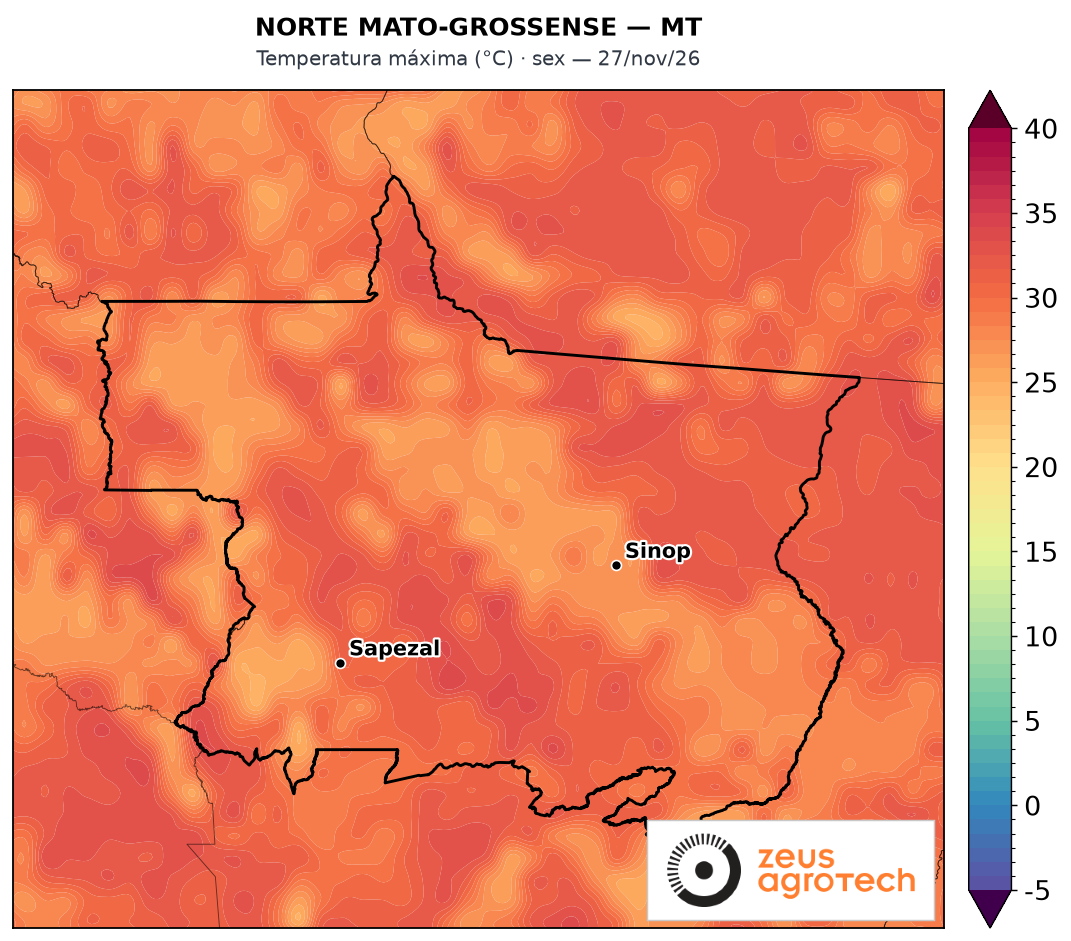 NORTE MATO-GROSSENSE — MT
Temperatura máxima (°C) · sex — 27/nov/26
40
35
30
25
20
15
10
5
0
-5
Sinop
Sapezal
zeus
agrotech